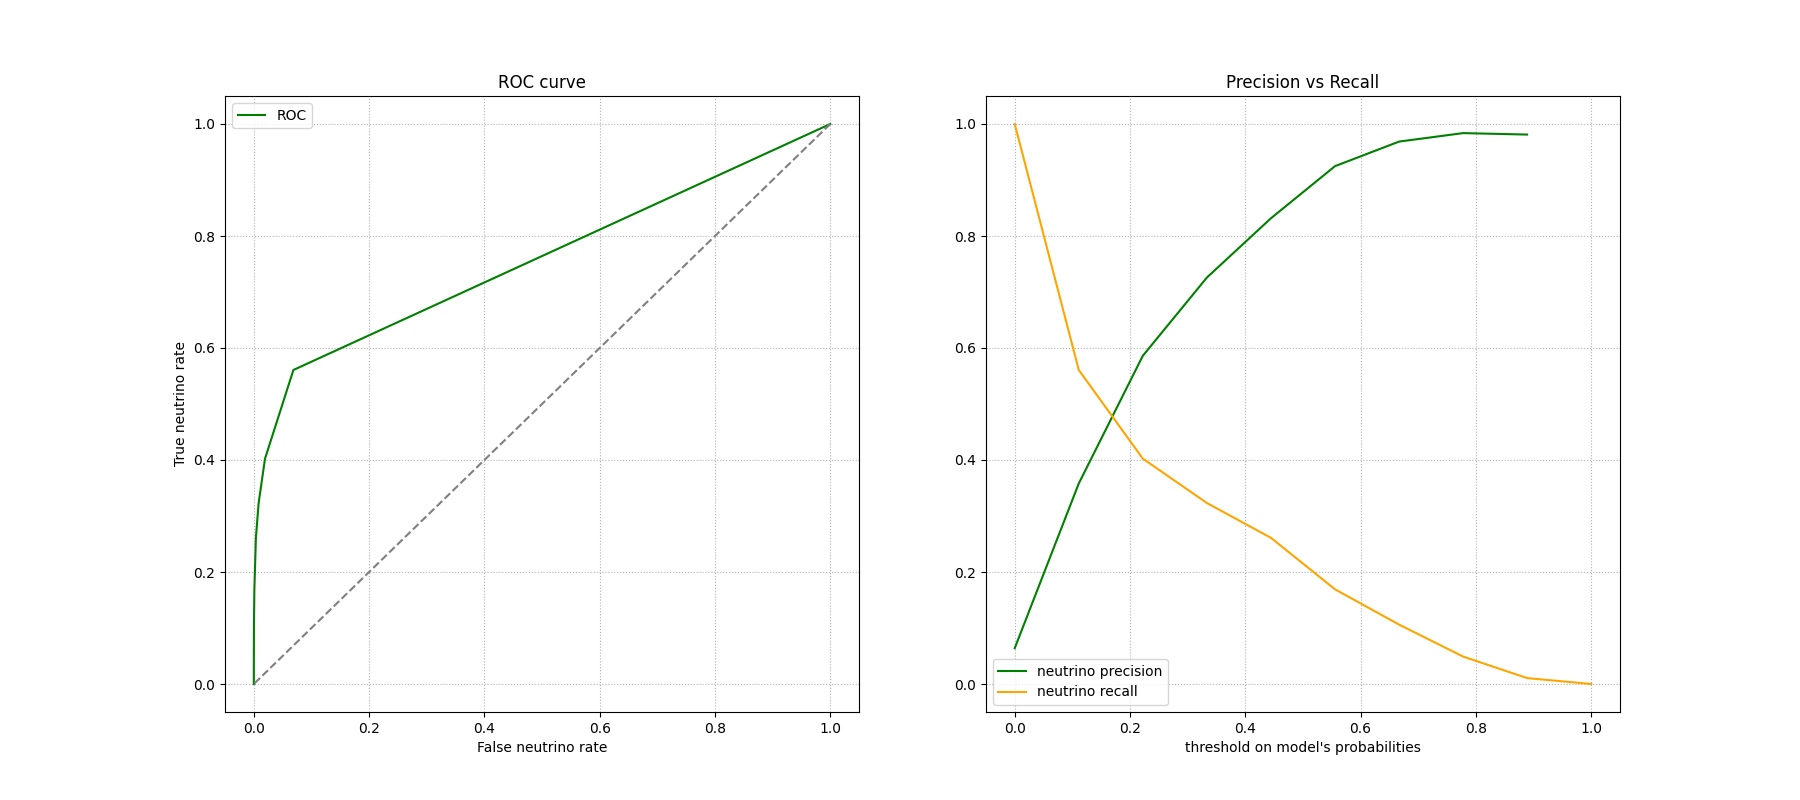 ROC curve
ROC
1.0
0.8
0.6
0.4
0.2
0.0
True neutrino rate
0.0 0.2 0.4 0.6 0.8 1.0
False neutrino rate
Precision vs Recall
1.0
0.8
0.6
0.4
0.2
0.0
neutrino precision
neutrino recall
0.0 0.2 0.4 0.6 0.8 1.0
threshold on model's probabilities